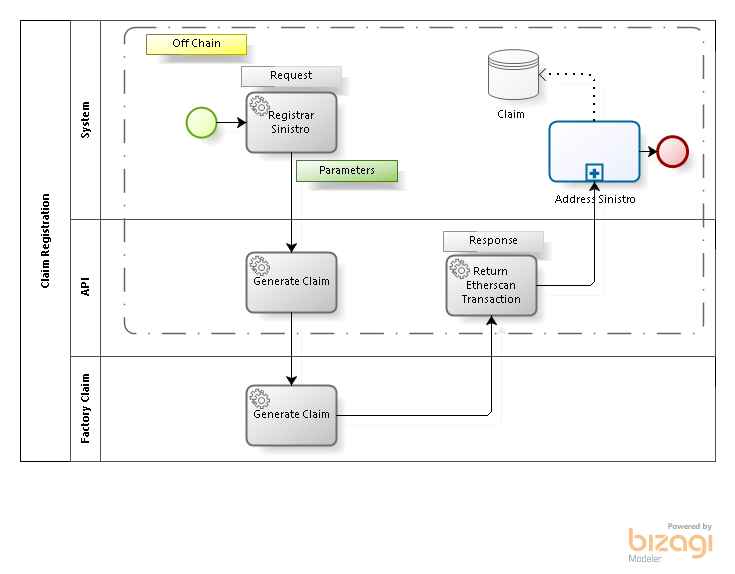 Claim Registration
System
API
Factory Claim
Off Chain
Request
Registrar
Sinistro
Parameters
Claim
Address Sinistro
Generate Claim
Response
Return
Etherscan
Transaction
Generate Claim
Powered by
bizagi
Modeler